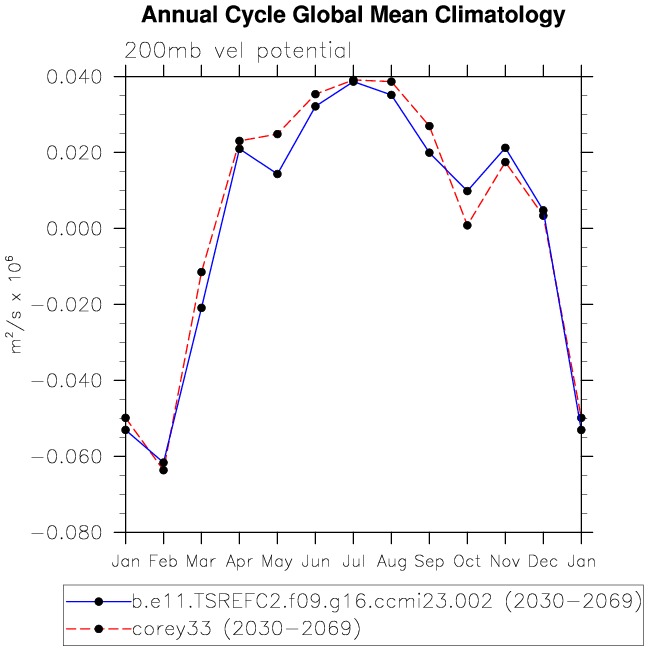 Annual Cycle Global Mean Climatology
200mb vel potential
0.040
0.020
0.000
−0.020
−0.040
−0.060
−0.080
m²/s x 10⁶
Jan Feb Mar Apr May Jun Jul Aug Sep Oct Nov Dec Jan
b.e11.TSREFC2.f09.g16.ccmi23.002 (2030−2069)
corey33 (2030−2069)